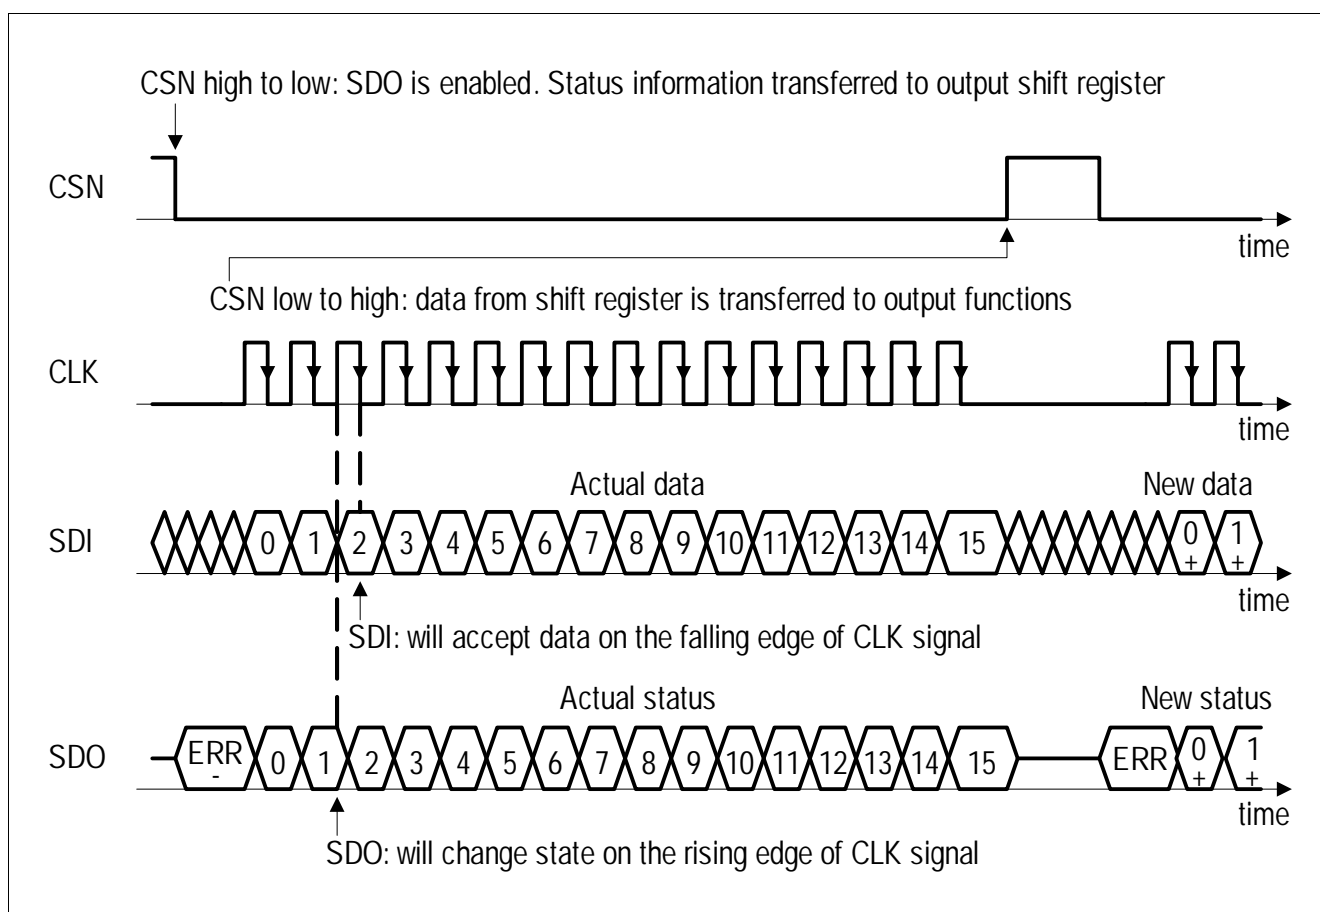 CSN high to low: SDO is enabled. Status information transferred to output shift register
CSN
time
CSN low to high: data from shift register is transferred to output functions
CLK
time
Actual data
New data
SDI
0 1 2 3 4 5 6 7 8 9 10 11 12 13 14 15 0 1
+ +
time
SDI: will accept data on the falling edge of CLK signal
Actual status
New status
SDO
ERR 0 1 2 3 4 5 6 7 8 9 10 11 12 13 14 15 ERR 0 1
- + +
time
SDO: will change state on the rising edge of CLK signal